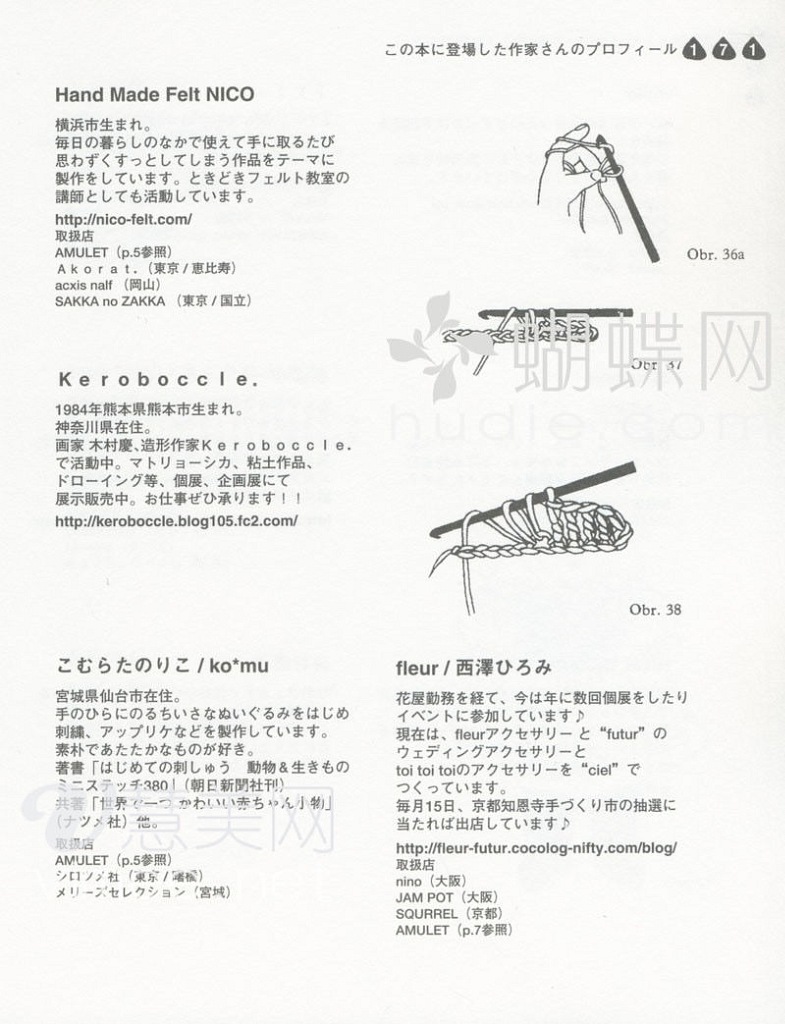 この本に登場した作家さんのプロフィール 1 7 1
Hand Made Felt NICO
横浜市生まれ。
毎日の暮らしのなかで使えて手に取るたび
思わずくすっとしてしまう作品をテーマに
製作をしています。ときどきフェルト教室の
講師としても活動しています。
http://nico-felt.com/
取扱店
AMULET（p.5参照）
Ａｋｏｒａｔ．（東京 / 恵比寿）
acxis nalf （岡山）
SAKKA no ZAKKA （東京 / 国立）
Obr. 36a
Obr. 37
蝴蝶网
hudie.com
Ｋｅｒｏｂｏｃｃｌｅ．
1984年熊本県熊本市生まれ。
神奈川県在住。
画家 木村慶、造形作家Ｋｅｒｏｂｏｃｃｌｅ．
で活動中。マトリョーシカ、粘土作品、
ドローイング等、個展、企画展にて
展示販売中。お仕事ぜひ承ります！！
http://keroboccle.blog105.fc2.com/
Obr. 38
こむらたのりこ / ko*mu
宮城県仙台市在住。
手のひらにのるちいさなぬいぐるみをはじめ
刺繍、アップリケなどを製作しています。
素朴であたたかなものが好き。
著書「はじめての刺しゅう　動物＆生きもの
ミニステッチ380」（朝日新聞社刊）
共著「世界で一つ かわいい赤ちゃん小物」
（ナツメ社）他。
取扱店
AMULET（p.5参照）
シロツメ社（東京 / 曙橋）
メリーズセレクション（宮城）
意美网
fleur / 西澤ひろみ
花屋勤務を経て、今は年に数回個展をしたり
イベントに参加しています♪
現在は、fleurアクセサリー と “futur” の
ウェディングアクセサリーと
toi toi toiのアクセサリーを “ciel” で
つくっています。
毎月15日、京都知恩寺手づくり市の抽選に
当たれば出店しています♪
http://fleur-futur.cocolog-nifty.com/blog/
取扱店
nino（大阪）
JAM POT（大阪）
SQURREL（京都）
AMULET（p.7参照）